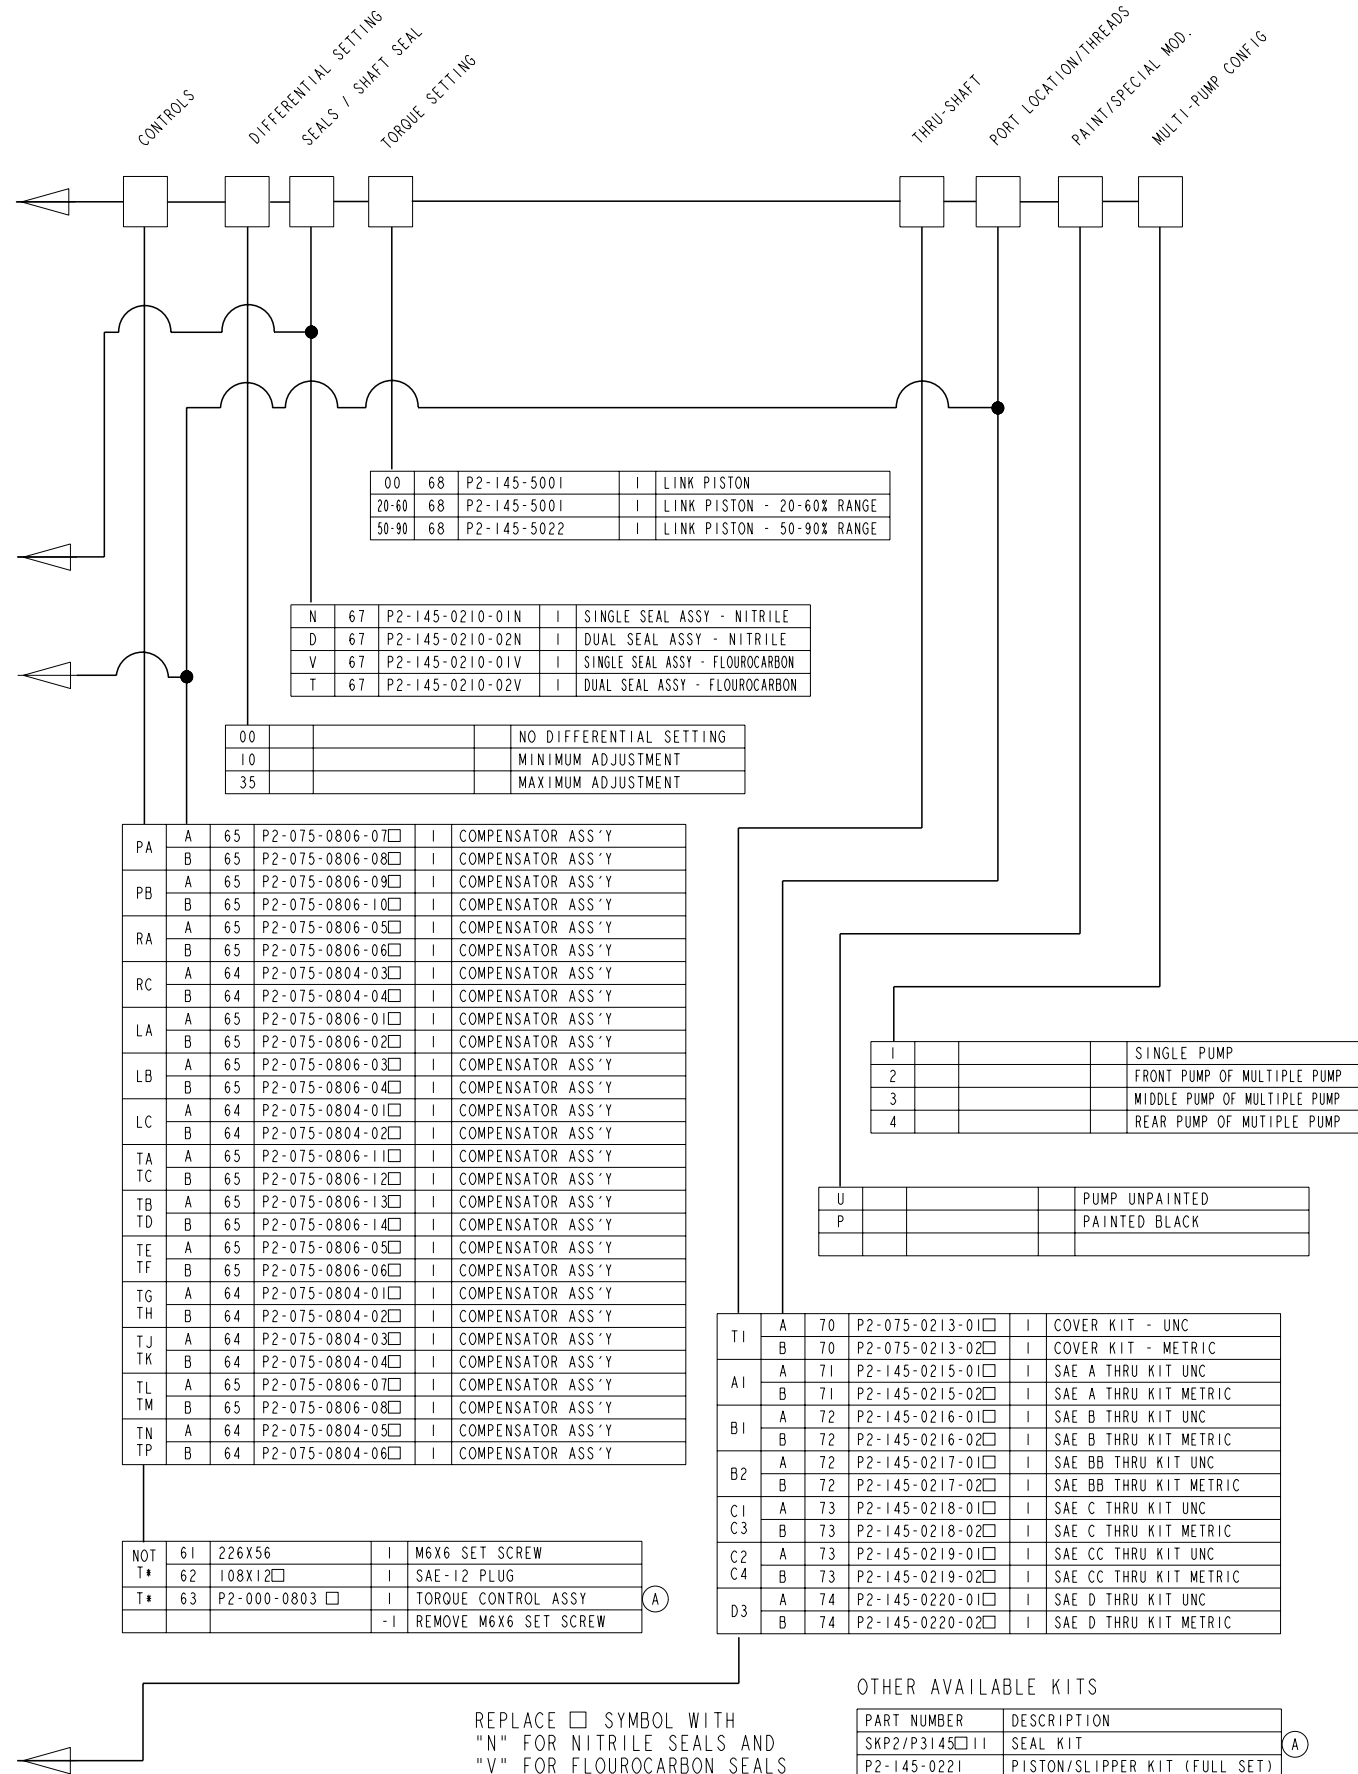 CONTROLS
DIFFERENTIAL SETTING
SEALS / SHAFT SEAL
TORQUE SETTING
THRU-SHAFT
PORT LOCATION/THREADS
PAINT/SPECIAL MOD.
MULTI-PUMP CONFIG
00 68 P2-145-5001 1 LINK PISTON
20-60 68 P2-145-5001 1 LINK PISTON - 20-60% RANGE
50-90 68 P2-145-5022 1 LINK PISTON - 50-90% RANGE
N 67 P2-145-0210-01N 1 SINGLE SEAL ASSY - NITRILE
D 67 P2-145-0210-02N 1 DUAL SEAL ASSY - NITRILE
V 67 P2-145-0210-01V 1 SINGLE SEAL ASSY - FLOUROCARBON
T 67 P2-145-0210-02V 1 DUAL SEAL ASSY - FLOUROCARBON
00 NO DIFFERENTIAL SETTING
10 MINIMUM ADJUSTMENT
35 MAXIMUM ADJUSTMENT
PA A 65 P2-075-0806-07□ 1 COMPENSATOR ASS'Y
B 65 P2-075-0806-08□ 1 COMPENSATOR ASS'Y
PB A 65 P2-075-0806-09□ 1 COMPENSATOR ASS'Y
B 65 P2-075-0806-10□ 1 COMPENSATOR ASS'Y
RA A 65 P2-075-0806-05□ 1 COMPENSATOR ASS'Y
B 65 P2-075-0806-06□ 1 COMPENSATOR ASS'Y
RC A 64 P2-075-0804-03□ 1 COMPENSATOR ASS'Y
B 64 P2-075-0804-04□ 1 COMPENSATOR ASS'Y
LA A 65 P2-075-0806-01□ 1 COMPENSATOR ASS'Y
B 65 P2-075-0806-02□ 1 COMPENSATOR ASS'Y
LB A 65 P2-075-0806-03□ 1 COMPENSATOR ASS'Y
B 65 P2-075-0806-04□ 1 COMPENSATOR ASS'Y
LC A 64 P2-075-0804-01□ 1 COMPENSATOR ASS'Y
B 64 P2-075-0804-02□ 1 COMPENSATOR ASS'Y
TA A 65 P2-075-0806-11□ 1 COMPENSATOR ASS'Y
TC B 65 P2-075-0806-12□ 1 COMPENSATOR ASS'Y
TB A 65 P2-075-0806-13□ 1 COMPENSATOR ASS'Y
TD B 65 P2-075-0806-14□ 1 COMPENSATOR ASS'Y
TE A 65 P2-075-0806-05□ 1 COMPENSATOR ASS'Y
TF B 65 P2-075-0806-06□ 1 COMPENSATOR ASS'Y
TG A 64 P2-075-0804-01□ 1 COMPENSATOR ASS'Y
TH B 64 P2-075-0804-02□ 1 COMPENSATOR ASS'Y
TJ A 64 P2-075-0804-03□ 1 COMPENSATOR ASS'Y
TK B 64 P2-075-0804-04□ 1 COMPENSATOR ASS'Y
TL A 65 P2-075-0806-07□ 1 COMPENSATOR ASS'Y
TM B 65 P2-075-0806-08□ 1 COMPENSATOR ASS'Y
TN A 64 P2-075-0804-05□ 1 COMPENSATOR ASS'Y
TP B 64 P2-075-0804-06□ 1 COMPENSATOR ASS'Y
1 SINGLE PUMP
2 FRONT PUMP OF MULTIPLE PUMP
3 MIDDLE PUMP OF MULTIPLE PUMP
4 REAR PUMP OF MUTIPLE PUMP
U PUMP UNPAINTED
P PAINTED BLACK
T1 A 70 P2-075-0213-01□ 1 COVER KIT - UNC
B 70 P2-075-0213-02□ 1 COVER KIT - METRIC
A1 A 71 P2-145-0215-01□ 1 SAE A THRU KIT UNC
B 71 P2-145-0215-02□ 1 SAE A THRU KIT METRIC
B1 A 72 P2-145-0216-01□ 1 SAE B THRU KIT UNC
B 72 P2-145-0216-02□ 1 SAE B THRU KIT METRIC
B2 A 72 P2-145-0217-01□ 1 SAE BB THRU KIT UNC
B 72 P2-145-0217-02□ 1 SAE BB THRU KIT METRIC
C1 A 73 P2-145-0218-01□ 1 SAE C THRU KIT UNC
C3 B 73 P2-145-0218-02□ 1 SAE C THRU KIT METRIC
C2 A 73 P2-145-0219-01□ 1 SAE CC THRU KIT UNC
C4 B 73 P2-145-0219-02□ 1 SAE CC THRU KIT METRIC
D3 A 74 P2-145-0220-01□ 1 SAE D THRU KIT UNC
B 74 P2-145-0220-02□ 1 SAE D THRU KIT METRIC
NOT 61 226X56 1 M6X6 SET SCREW
T* 62 108X12□ 1 SAE-12 PLUG
T* 63 P2-000-0803 □ 1 TORQUE CONTROL ASSY A
-1 REMOVE M6X6 SET SCREW
REPLACE □ SYMBOL WITH
"N" FOR NITRILE SEALS AND
"V" FOR FLOUROCARBON SEALS
OTHER AVAILABLE KITS
PART NUMBER DESCRIPTION
SKP2/P3145□11 SEAL KIT A
P2-145-0221 PISTON/SLIPPER KIT (FULL SET)